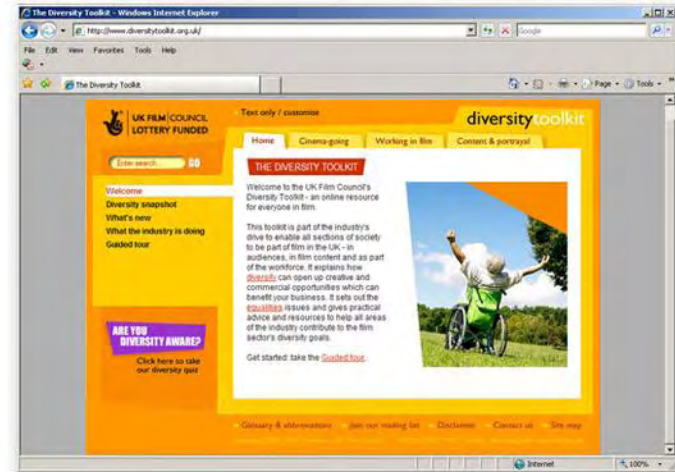 The Diversity Toolkit - Windows Internet Explorer
http://www.diversitytoolkit.org.uk/
Google
File Edit View Favorites Tools Help
The Diversity Toolkit
Page Tools
UK FILM COUNCIL
LOTTERY FUNDED
Text only / customise
diversitytoolkit
Home Cinema-going Working in film Content & portrayal
Enter search GO
Welcome
Diversity snapshot
What's new
What the industry is doing
Guided tour
THE DIVERSITY TOOLKIT
Welcome to the UK Film Council's
Diversity Toolkit - an online resource
for everyone in film.
This toolkit is part of the industry's
drive to enable all sections of society
to be part of film in the UK - in
audiences, in film content and as part
of the workforce. It explains how
diversity can open up creative and
commercial opportunities which can
benefit your business. It sets out the
equalities issues and gives practical
advice and resources to help all areas
of the industry contribute to the film
sector's diversity goals.
Get started: take the Guided tour.
ARE YOU
DIVERSITY AWARE?
Click here to take
our diversity quiz
Glossary & abbreviations Join our mailing list Disclaimer Contact us Site map
Internet 100%